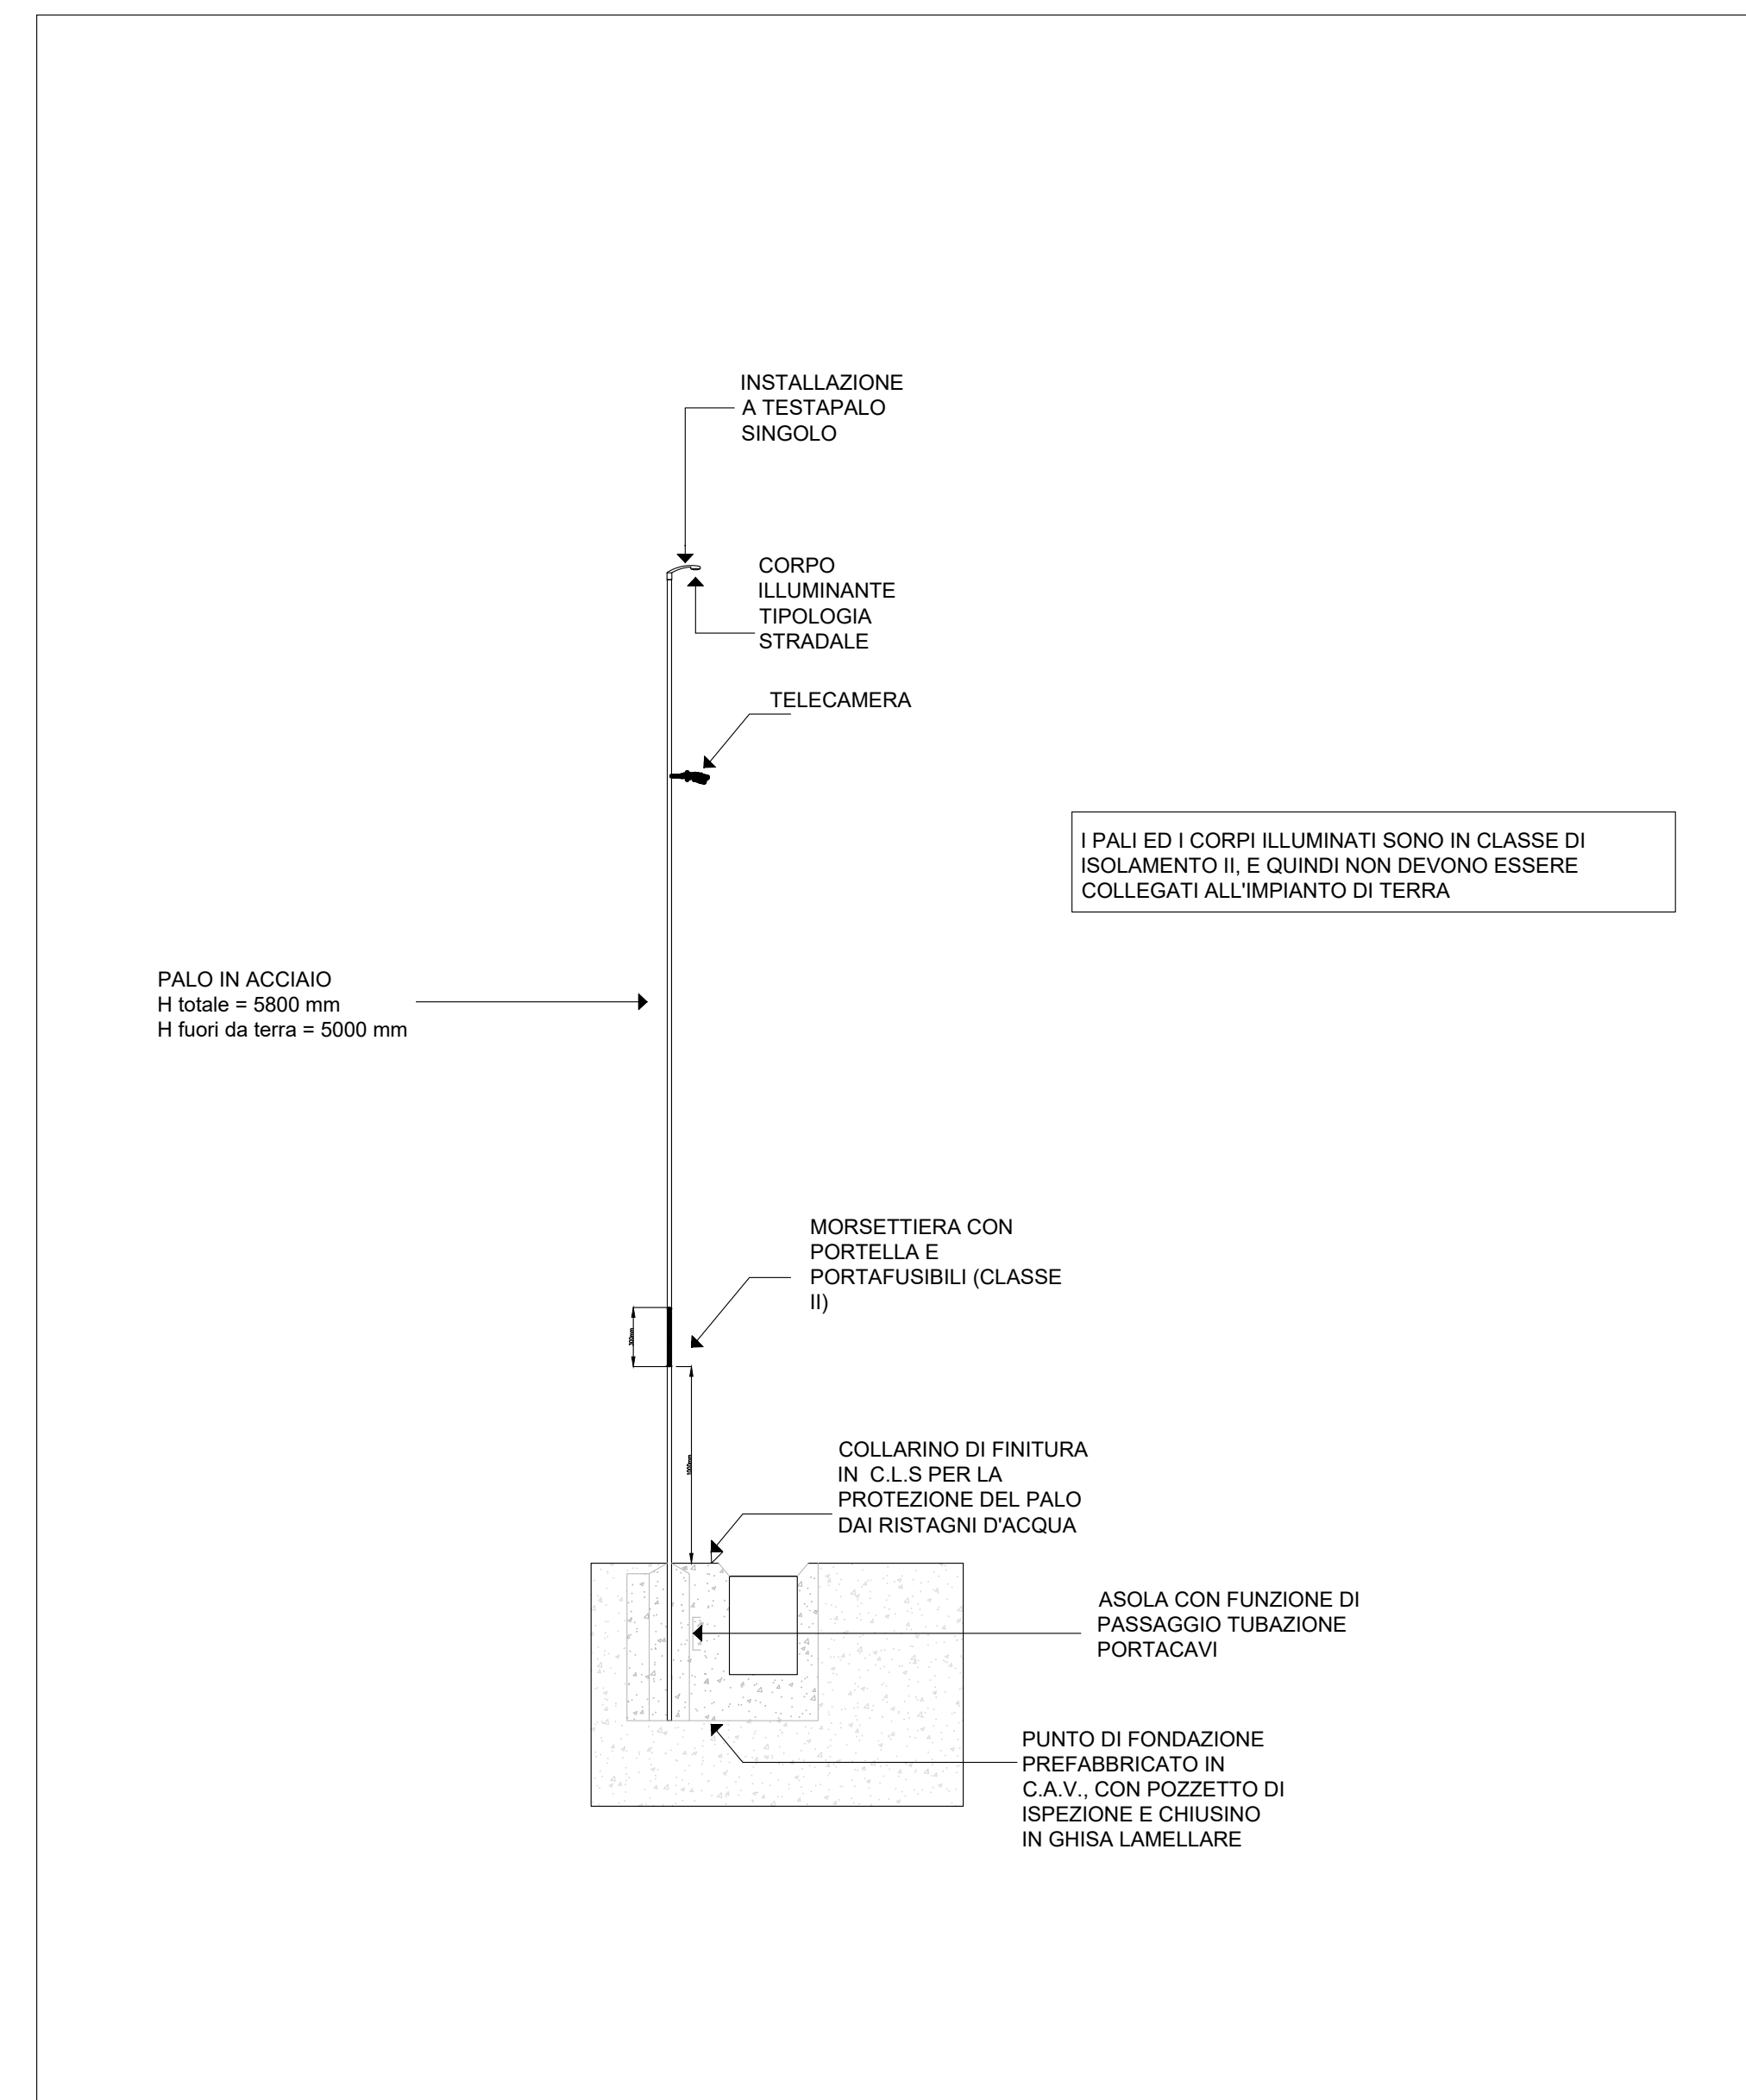 INSTALLAZIONE
A TESTAPALO
SINGOLO
CORPO
ILLUMINANTE
TIPOLOGIA
STRADALE
TELECAMERA
I PALI ED I CORPI ILLUMINATI SONO IN CLASSE DI
ISOLAMENTO II, E QUINDI NON DEVONO ESSERE
COLLEGATI ALL'IMPIANTO DI TERRA
PALO IN ACCIAIO
H totale = 5800 mm
H fuori da terra = 5000 mm
MORSETTIERA CON
PORTELLA E
PORTAFUSIBILI (CLASSE
II)
300mm
1000mm
COLLARINO DI FINITURA
IN C.L.S PER LA
PROTEZIONE DEL PALO
DAI RISTAGNI D'ACQUA
ASOLA CON FUNZIONE DI
PASSAGGIO TUBAZIONE
PORTACAVI
PUNTO DI FONDAZIONE
PREFABBRICATO IN
C.A.V., CON POZZETTO DI
ISPEZIONE E CHIUSINO
IN GHISA LAMELLARE